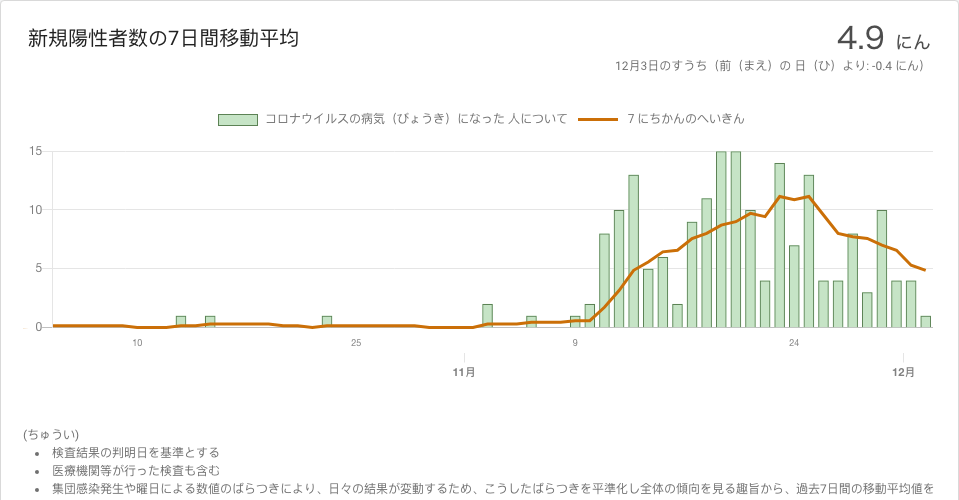 新規陽性者数の7日間移動平均
4.9 にん
12月3日のすうち（前（まえ）の 日（ひ）より: -0.4 にん）
コロナウイルスの病気（びょうき）になった 人について
7 にちかんのへいきん
15
10
5
0
10
25
9
24
11月
12月
(ちゅうい)
• 検査結果の判明日を基準とする
• 医療機関等が行った検査も含む
• 集団感染発生や曜日による数値のばらつきにより、日々の結果が変動するため、こうしたばらつきを平準化し全体の傾向を見る趣旨から、過去7日間の移動平均値を